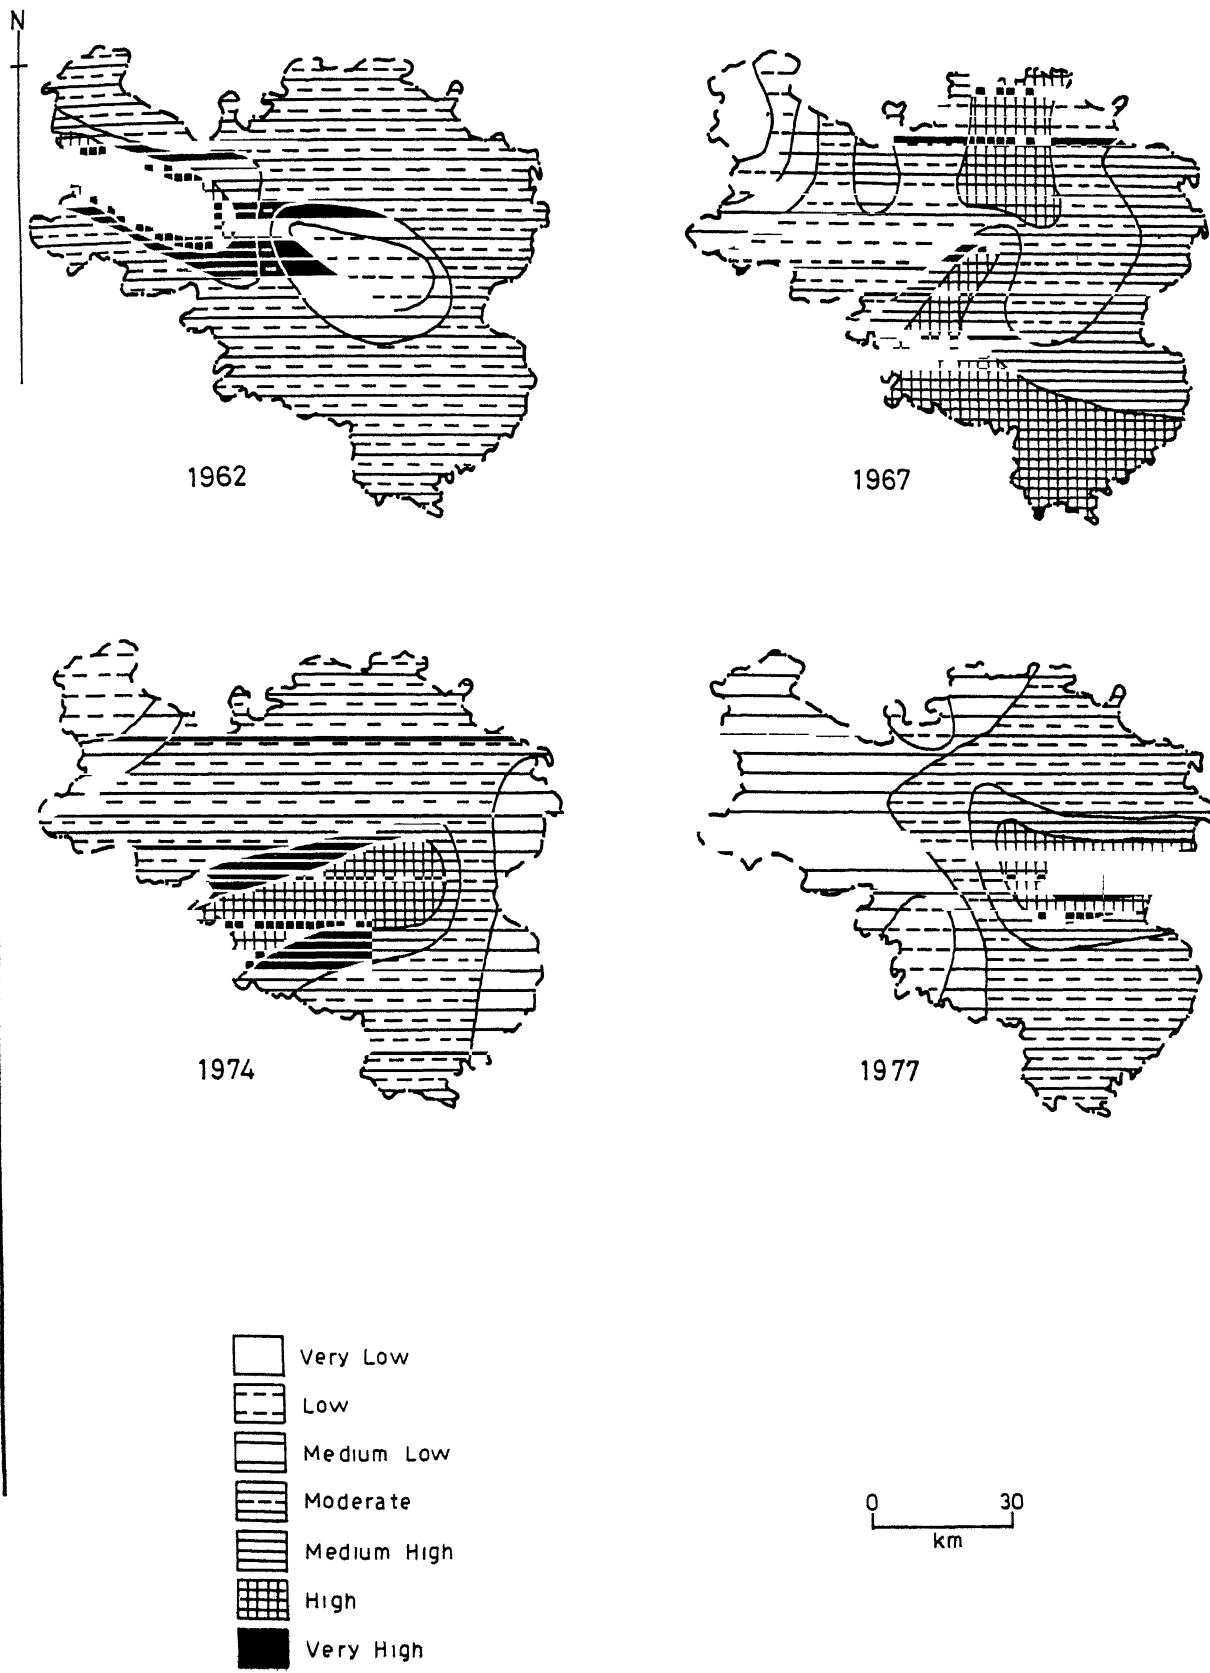 N
1962
1967
1974
1977
Very Low
Low
Medium Low
Moderate
Medium High
High
Very High
0 30
km